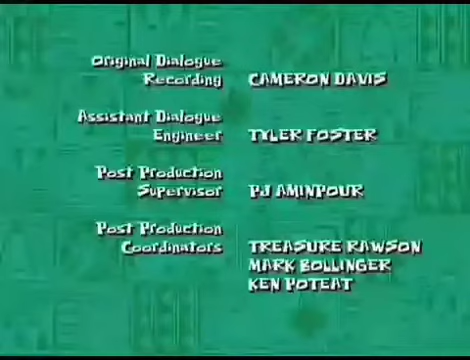 Original Dialogue
Recording CAMERON DAVIS
Assistant Dialogue
Engineer TYLER FOSTER
Post Production
Supervisor PJ AMINPOUR
Post Production
Coordinators TREASURE RAWSON
MARK BOLLINGER
KEN POTEAT